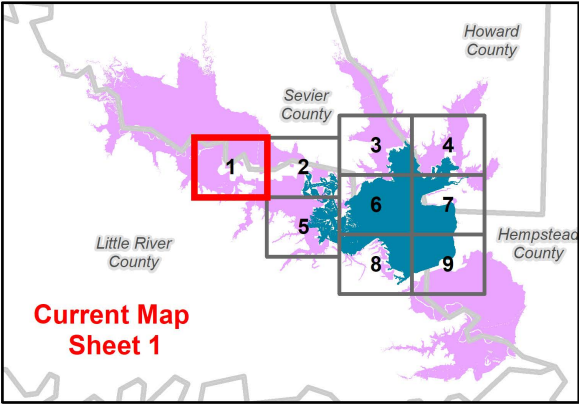 Howard
County
Sevier
County
3
4
1
2
6
7
5
Little River
County
Hempstead
County
8
9
Current Map
Sheet 1